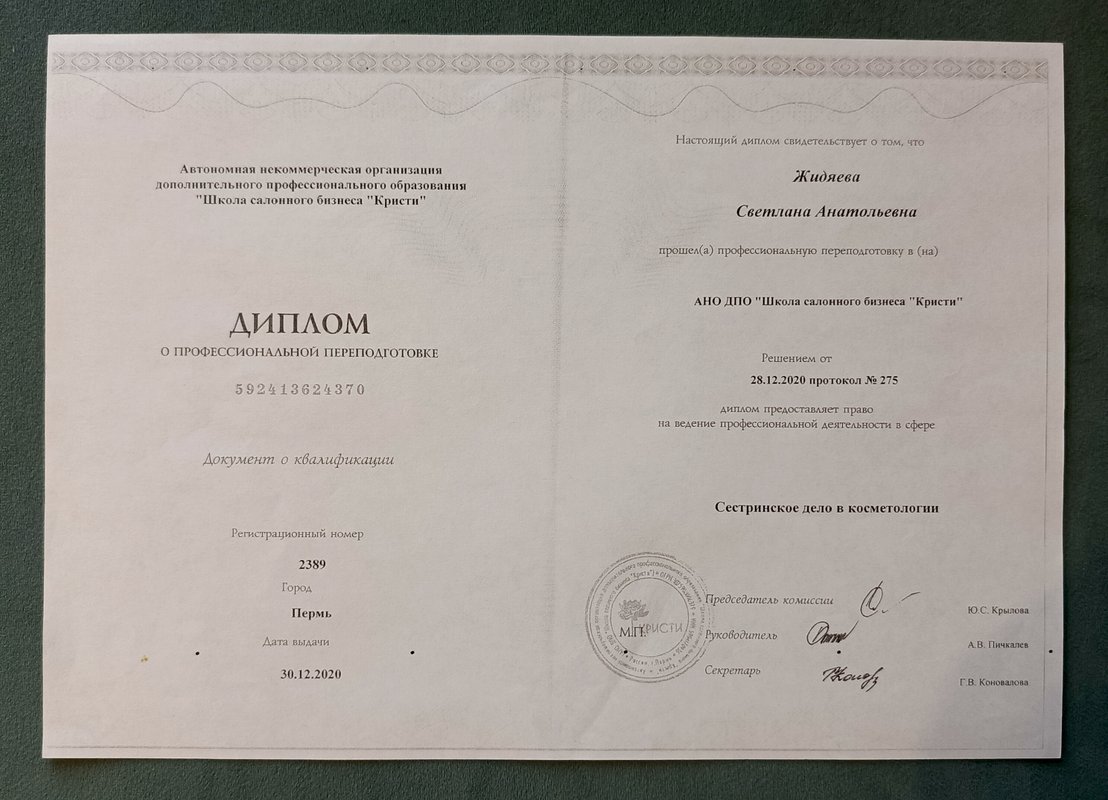 Автономная некоммерческая организация
дополнительного профессионального образования
"Школа салонного бизнеса "Кристи"
ДИПЛОМ
О ПРОФЕССИОНАЛЬНОЙ ПЕРЕПОДГОТОВКЕ
592413624370
Документ о квалификации
Регистрационный номер
2389
Город
Пермь
Дата выдачи
30.12.2020
Настоящий диплом свидетельствует о том, что
Жидяева
Светлана Анатольевна
прошел(а) профессиональную переподготовку в (на)
АНО ДПО "Школа салонного бизнеса "Кристи"
Решением от
28.12.2020 протокол № 275
диплом предоставляет право
на ведение профессиональной деятельности в сфере
Сестринское дело в косметологии
М.П.
КРИСТИ
Председатель комиссии
Ю.С. Крылова
Руководитель
А.В. Пичкалев
Секретарь
Г.В. Коновалова